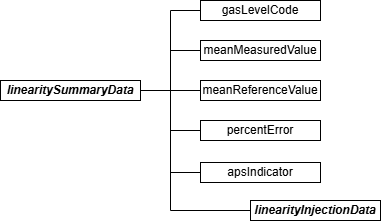 gasLevelCode
meanMeasuredValue
linearitySummaryData
meanReferenceValue
percentError
apsIndicator
linearityInjectionData